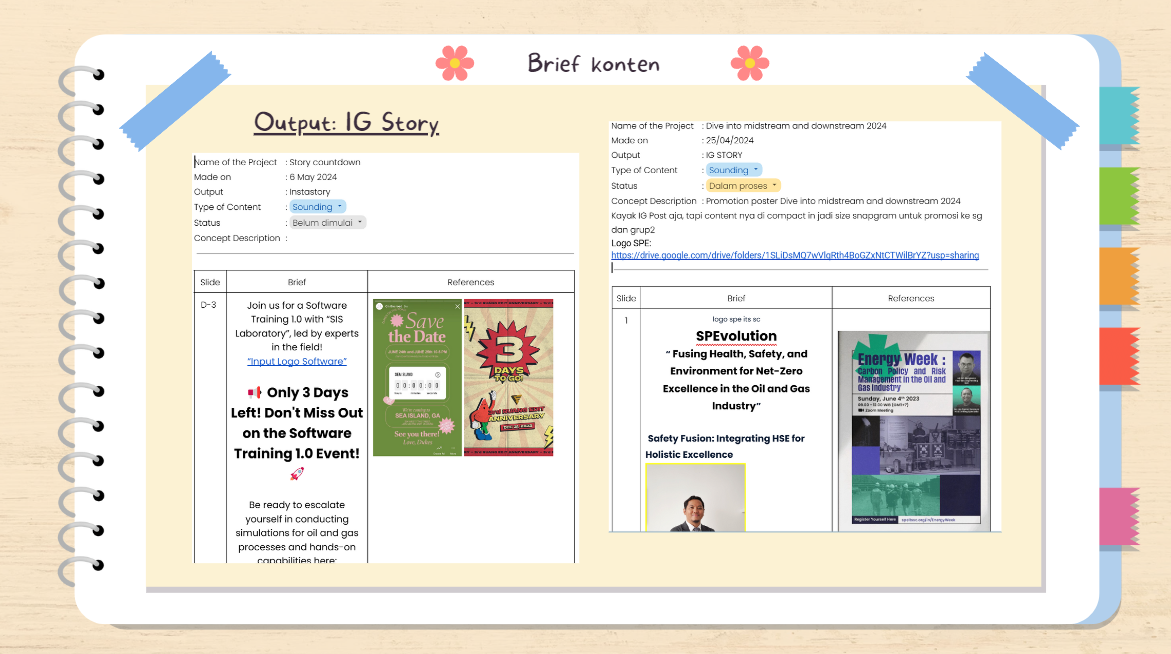 Brief konten
Output: IG Story
Name of the Project : Story countdown
Made on : 6 May 2024
Output : Instastory
Type of Content : Sounding
Status : Belum dimulai
Concept Description :
Slide Brief References
D-3
Join us for a Software
Training 1.0 with “SIS
Laboratory”, led by experts
in the field!
“Input Logo Software”
📢 Only 3 Days
Left! Don't Miss Out
on the Software
Training 1.0 Event!
🚀
Be ready to escalate
yourself in conducting
simulations for oil and gas
processes and hands-on
capabilities here:
Save
the Date
SEA ISLAND
00:00:00
SEA ISLAND, GA
See you there!
3
DAYS
TO GO!
ANNIVERSARY
Name of the Project : Dive into midstream and downstream 2024
Made on : 25/04/2024
Output : IG STORY
Type of Content : Sounding
Status : Dalam proses
Concept Description : Promotion poster Dive into midstream and downstream 2024
Kayak IG Post aja, tapi content nya di compact in jadi size snapgram untuk promosi ke sg
dan grup2
Logo SPE:
https://drive.google.com/drive/folders/1SLiDsMQ7wVlqRth4BoGZxNtCTWilBrYZ?usp=sharing
Slide Brief References
1
logo spe its sc
SPEvolution
“ Fusing Health, Safety, and
Environment for Net-Zero
Excellence in the Oil and Gas
Industry”
Safety Fusion: Integrating HSE for
Holistic Excellence
Energy Week :
Carbon Policy and Risk
Management in the Oil and
Gas Industry
Sunday, June 4th 2023
Zoom Meeting
Register Yourself Here